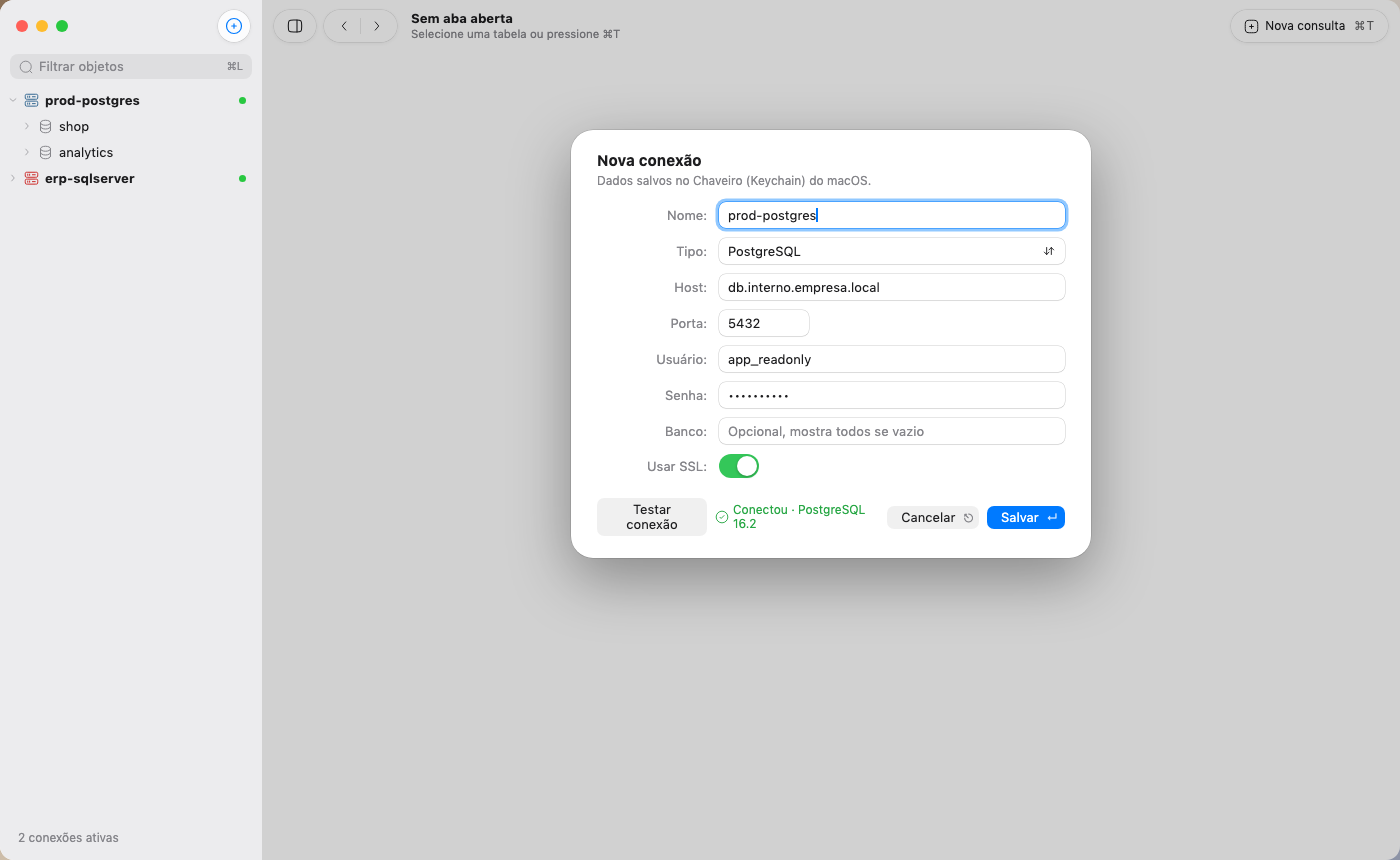 Filtrar objetos ⌘L
prod-postgres
shop
analytics
erp-sqlserver
2 conexões ativas
Sem aba aberta
Selecione uma tabela ou pressione ⌘T
Nova consulta ⌘T
Nova conexão
Dados salvos no Chaveiro (Keychain) do macOS.
Nome: prod-postgres
Tipo: PostgreSQL
Host: db.interno.empresa.local
Porta: 5432
Usuário: app_readonly
Senha: ••••••••••
Banco: Opcional, mostra todos se vazio
Usar SSL:
Testar
conexão
Conectou · PostgreSQL
16.2
Cancelar
Salvar